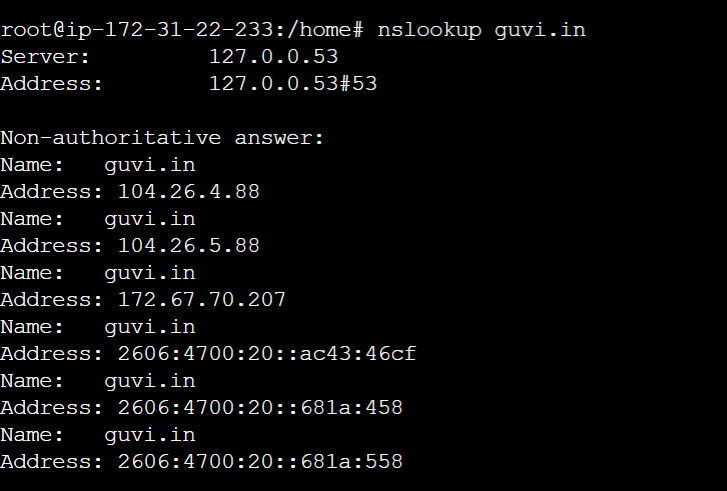 root@ip-172-31-22-233:/home# nslookup guvi.in
Server:         127.0.0.53
Address:        127.0.0.53#53

Non-authoritative answer:
Name:   guvi.in
Address: 104.26.4.88
Name:   guvi.in
Address: 104.26.5.88
Name:   guvi.in
Address: 172.67.70.207
Name:   guvi.in
Address: 2606:4700:20::ac43:46cf
Name:   guvi.in
Address: 2606:4700:20::681a:458
Name:   guvi.in
Address: 2606:4700:20::681a:558